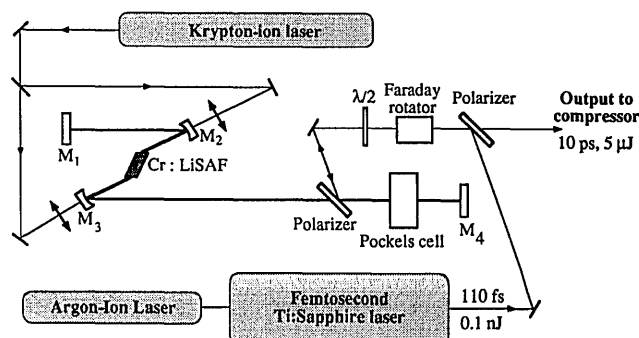 Krypton-ion laser
λ/2
Faraday
rotator
Polarizer
Output to
compressor
10 ps, 5 μJ
M2
M1
Cr : LiSAF
M3
Polarizer
Pockels cell
M4
Argon-Ion Laser
Femtosecond
Ti:Sapphire laser
110 fs
0.1 nJ